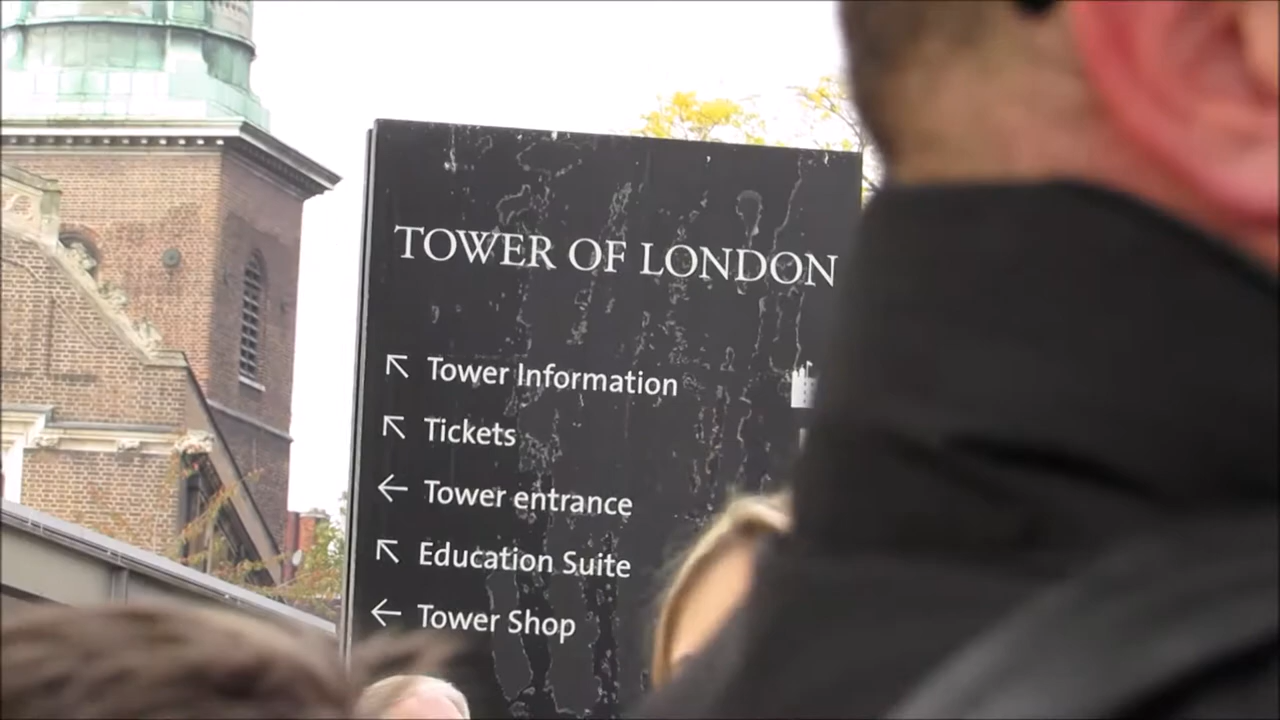 TOWER OF LONDON
Tower Information
Tickets
Tower entrance
Education Suite
Tower Shop